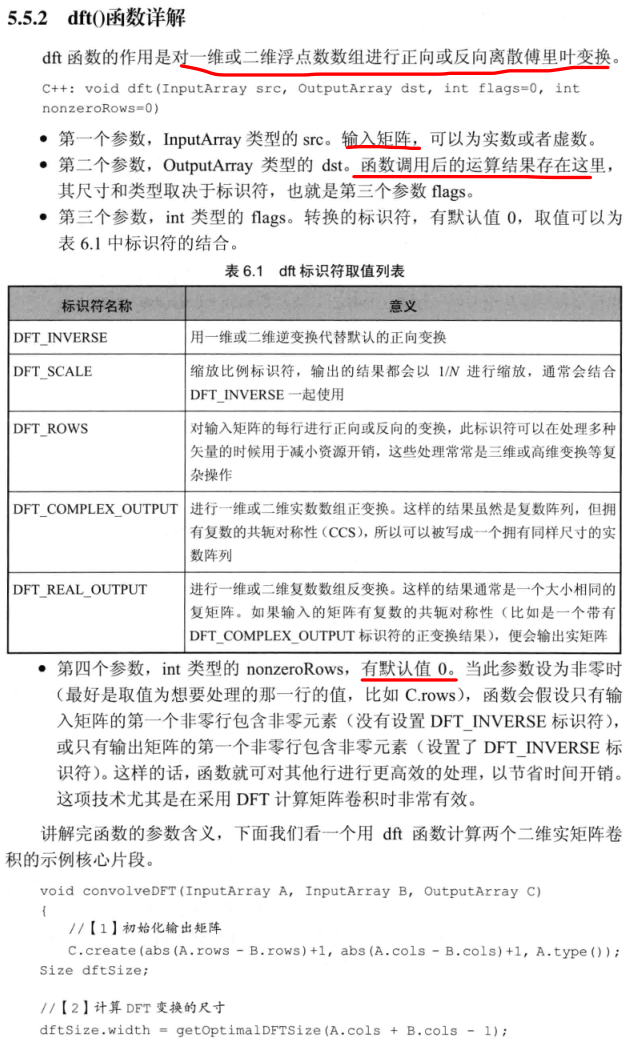 5.5.2 dft()函数详解
dft 函数的作用是对一维或二维浮点数数组进行正向或反向离散傅里叶变换。
C++: void dft(InputArray src, OutputArray dst, int flags=0, int
nonzeroRows=0)
● 第一个参数，InputArray 类型的 src。输入矩阵，可以为实数或者虚数。
● 第二个参数，OutputArray 类型的 dst。函数调用后的运算结果存在这里，
其尺寸和类型取决于标识符，也就是第三个参数 flags。
● 第三个参数，int 类型的 flags。转换的标识符，有默认值 0，取值可以为
表 6.1 中标识符的结合。
表 6.1 dft 标识符取值列表
标识符名称 意义
DFT_INVERSE 用一维或二维逆变换代替默认的正向变换
DFT_SCALE 缩放比例标识符，输出的结果都会以 1/N 进行缩放，通常会结合
DFT_INVERSE 一起使用
DFT_ROWS 对输入矩阵的每行进行正向或反向的变换，此标识符可以在处理多种
矢量的时候用于减小资源开销，这些处理常常是三维或高维变换等复
杂操作
DFT_COMPLEX_OUTPUT 进行一维或二维实数数组正变换。这样的结果虽然是复数阵列，但拥
有复数的共轭对称性（CCS），所以可以被写成一个拥有同样尺寸的实
数阵列
DFT_REAL_OUTPUT 进行一维或二维复数数组反变换。这样的结果通常是一个大小相同的
复矩阵。如果输入的矩阵有复数的共轭对称性（比如是一个带有
DFT_COMPLEX_OUTPUT 标识符的正变换结果），便会输出实矩阵
● 第四个参数，int 类型的 nonzeroRows，有默认值 0。当此参数设为非零时
（最好是取值为想要处理的那一行的值，比如 C.rows），函数会假设只有输
入矩阵的第一个非零行包含非零元素（没有设置 DFT_INVERSE 标识符），
或只有输出矩阵的第一个非零行包含非零元素（设置了 DFT_INVERSE 标
识符）。这样的话，函数就可对其他行进行更高效的处理，以节省时间开销。
这项技术尤其是在采用 DFT 计算矩阵卷积时非常有效。
讲解完函数的参数含义，下面我们看一个用 dft 函数计算两个二维实矩阵卷
积的示例核心片段。
void convolveDFT(InputArray A, InputArray B, OutputArray C)
{
//【1】初始化输出矩阵
C.create(abs(A.rows - B.rows)+1, abs(A.cols - B.cols)+1, A.type());
Size dftSize;
//【2】计算 DFT 变换的尺寸
dftSize.width = getOptimalDFTSize(A.cols + B.cols - 1);